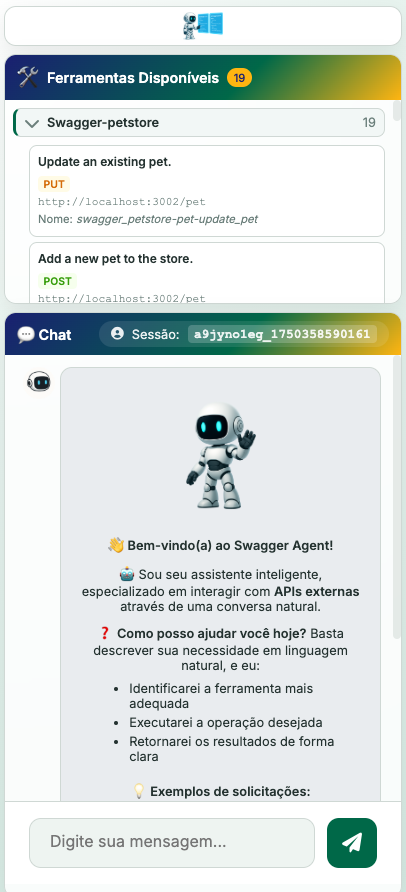 Ferramentas Disponíveis 19
Swagger-petstore 19
Update an existing pet.
PUT
http://localhost:3002/pet
Nome: swagger_petstore-pet-update_pet
Add a new pet to the store.
POST
http://localhost:3002/pet
Chat Sessão: a9jyno1eg_1750358590161
Bem-vindo(a) ao Swagger Agent!
Sou seu assistente inteligente,
especializado em interagir com APIs externas
através de uma conversa natural.
Como posso ajudar você hoje? Basta
descrever sua necessidade em linguagem
natural, e eu:
• Identificarei a ferramenta mais
adequada
• Executarei a operação desejada
• Retornarei os resultados de forma
clara
Exemplos de solicitações:
Digite sua mensagem...